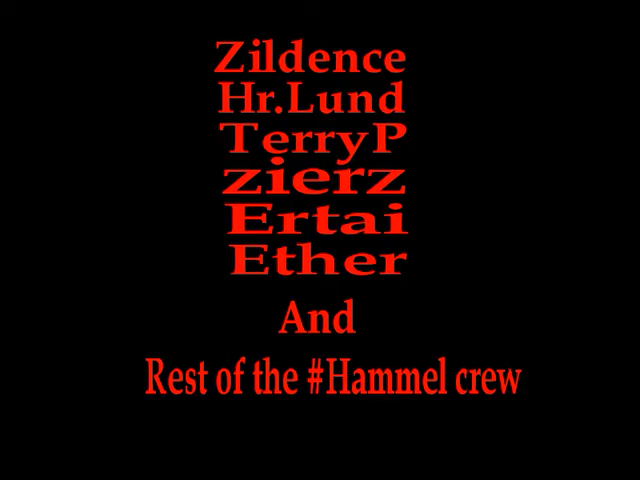 Zildence
Hr.Lund
TerryP
zierz
Ertai
Ether
And
Rest of the #Hammel crew